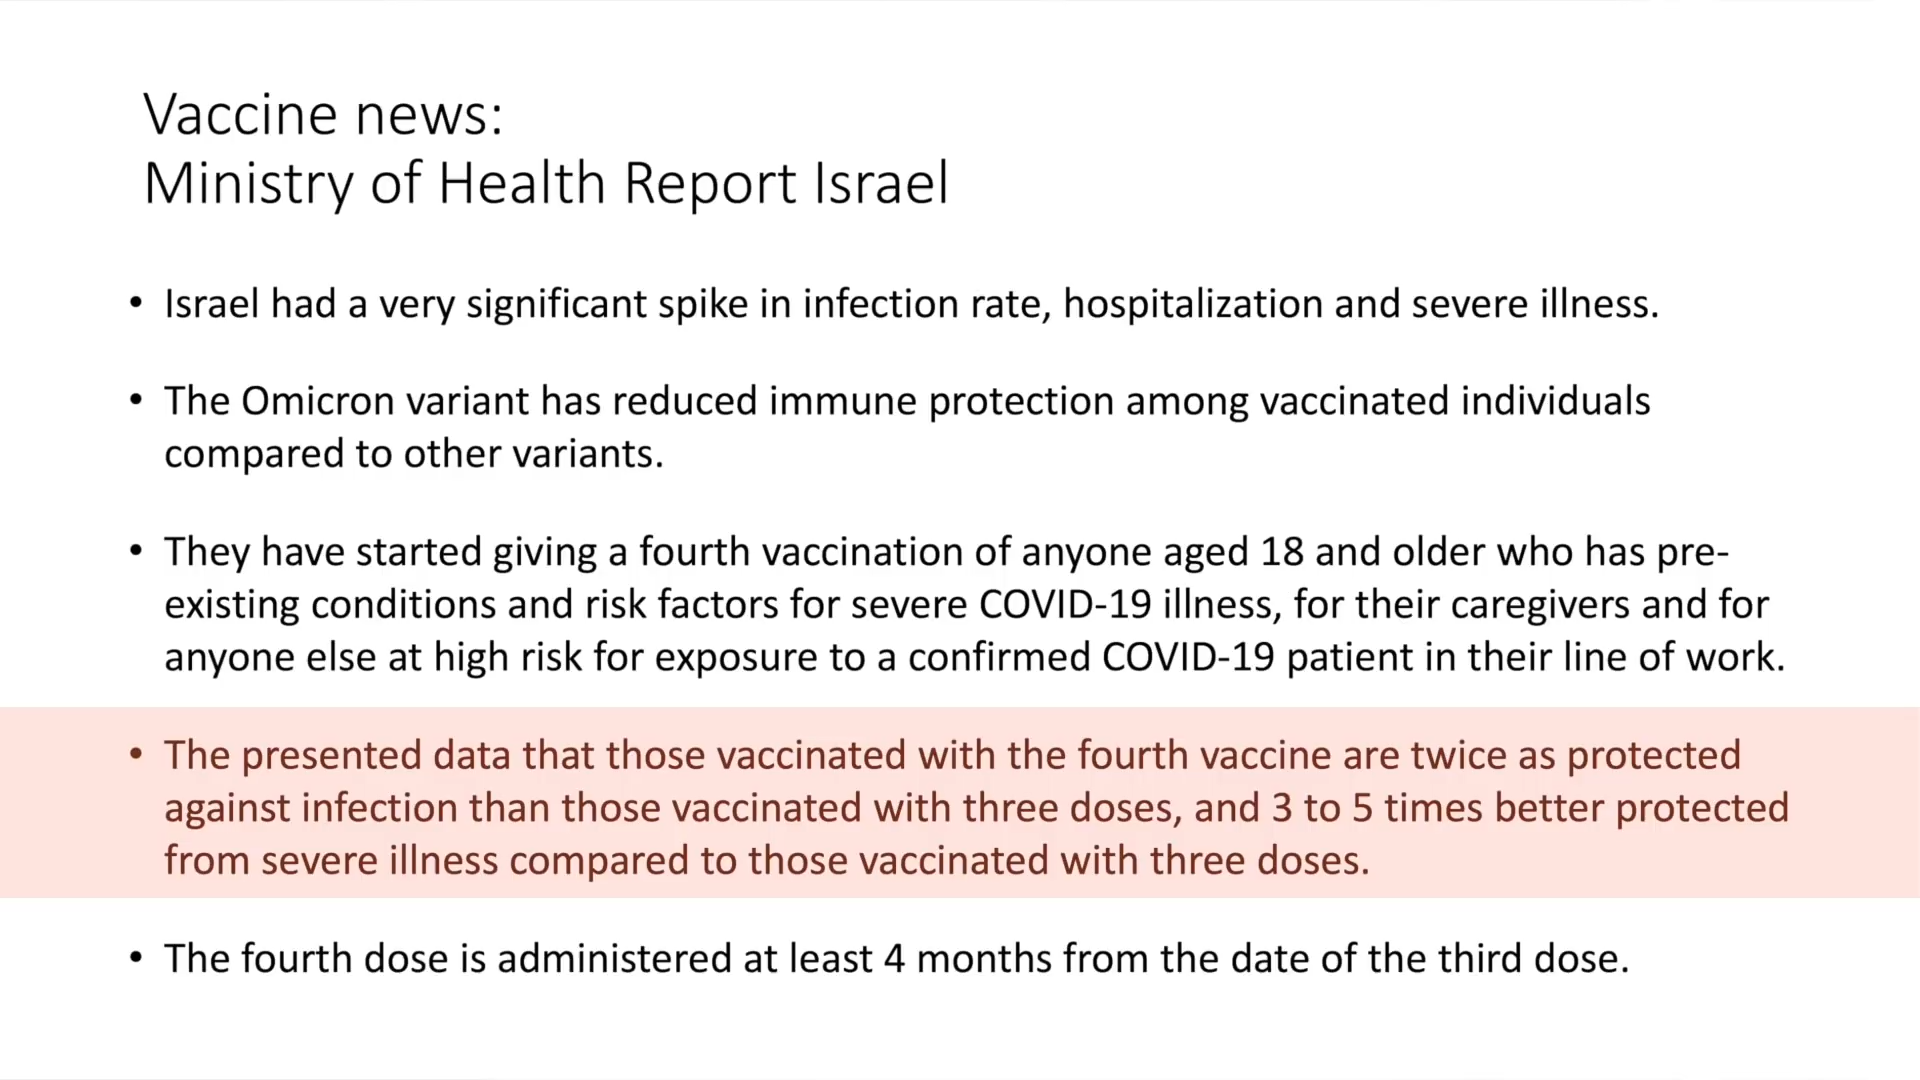 Vaccine news:
Ministry of Health Report Israel
• Israel had a very significant spike in infection rate, hospitalization and severe illness.
• The Omicron variant has reduced immune protection among vaccinated individuals
compared to other variants.
• They have started giving a fourth vaccination of anyone aged 18 and older who has pre-
existing conditions and risk factors for severe COVID-19 illness, for their caregivers and for
anyone else at high risk for exposure to a confirmed COVID-19 patient in their line of work.
• The presented data that those vaccinated with the fourth vaccine are twice as protected
against infection than those vaccinated with three doses, and 3 to 5 times better protected
from severe illness compared to those vaccinated with three doses.
• The fourth dose is administered at least 4 months from the date of the third dose.